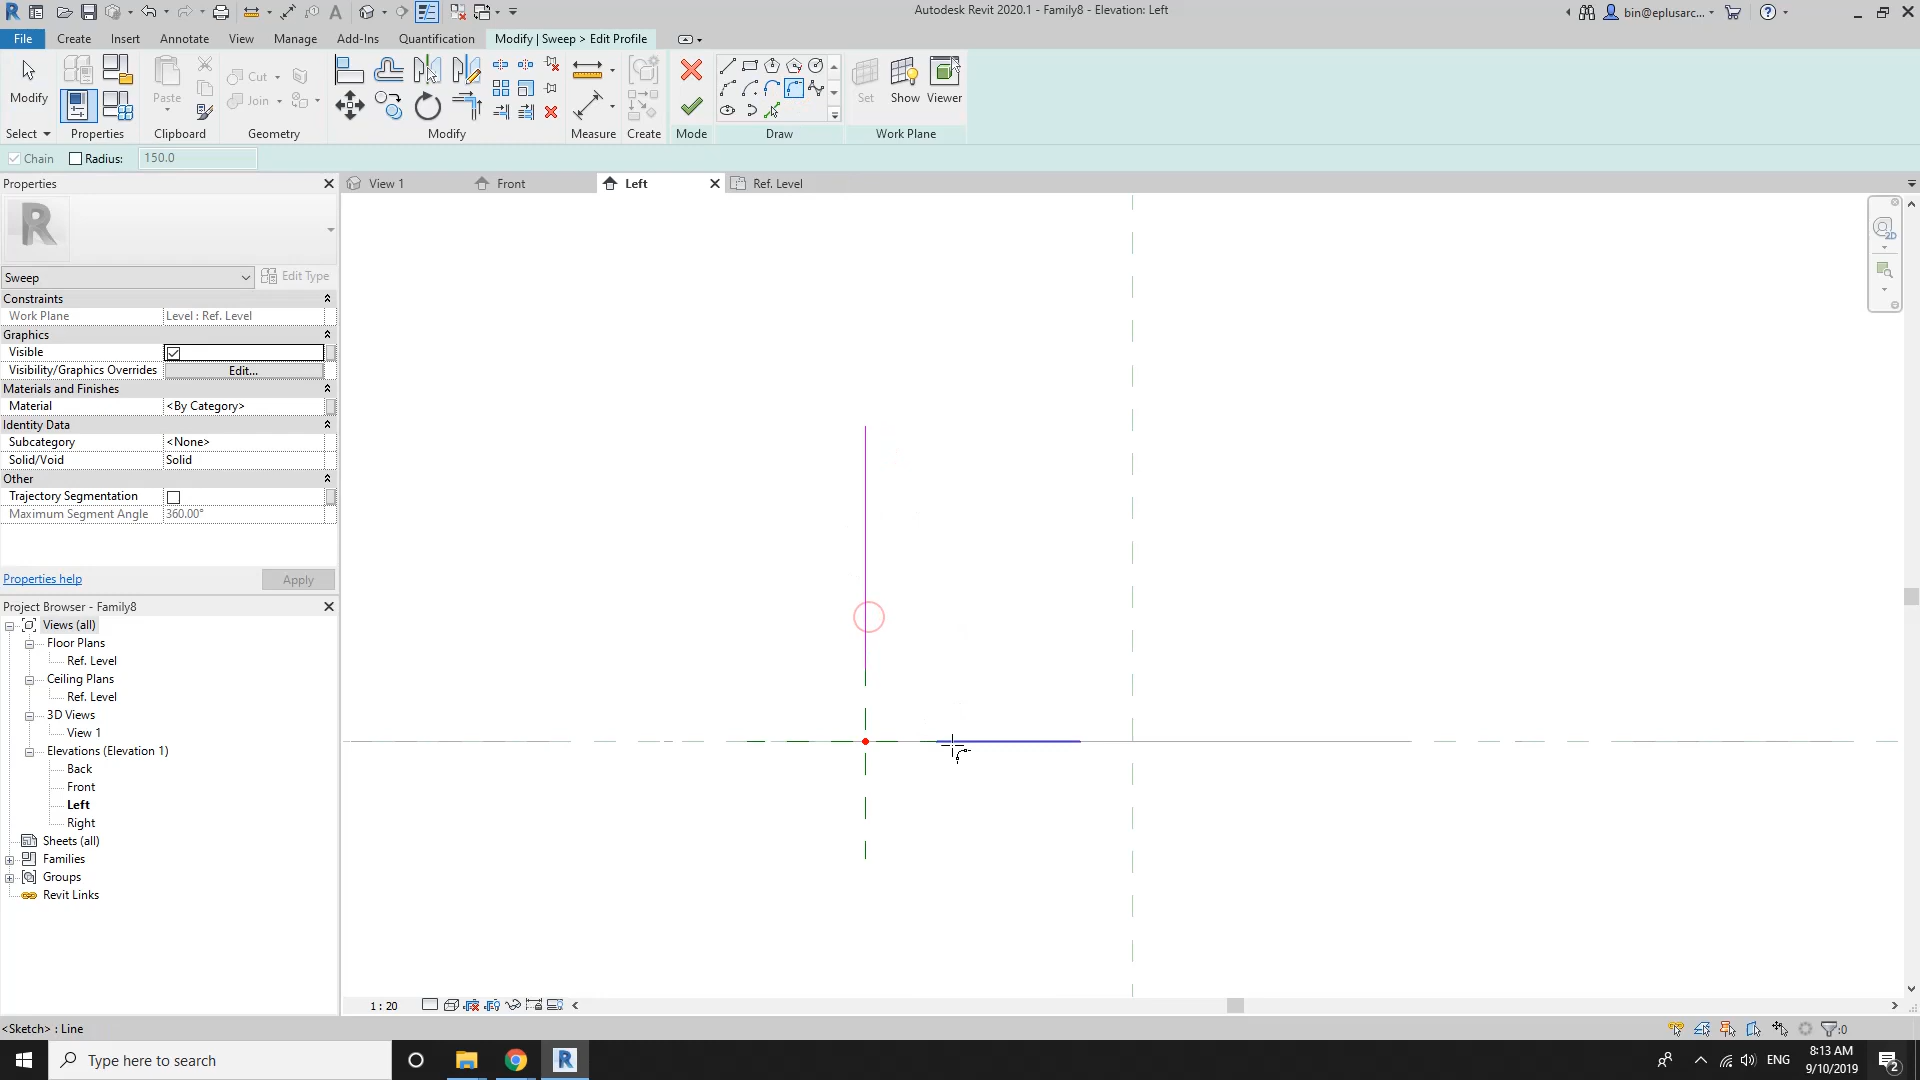 Autodesk Revit 2020.1 - Family8 - Elevation: Left
bin@eplusarc...
File Create Insert Annotate View Manage Add-Ins Quantification Modify | Sweep > Edit Profile
Modify
Paste
Cut
Join
Set
Show
Viewer
Select Properties Clipboard Geometry Modify Measure Create Mode Draw Work Plane
Chain Radius: 150.0
Properties
View 1
Front
Left
Ref. Level
R
2D
Sweep
Edit Type
Constraints
Work Plane Level : Ref. Level
Graphics
Visible
Visibility/Graphics Overrides Edit...
Materials and Finishes
Material <By Category>
Identity Data
Subcategory <None>
Solid/Void Solid
Other
Trajectory Segmentation
Maximum Segment Angle 360.00°
Properties help Apply
Project Browser - Family8
Views (all)
Floor Plans
Ref. Level
Ceiling Plans
Ref. Level
3D Views
View 1
Elevations (Elevation 1)
Back
Front
Left
Right
Sheets (all)
Families
Groups
Revit Links
1 : 20
<Sketch> : Line
:0
Type here to search
ENG
8:13 AM
9/10/2019
2